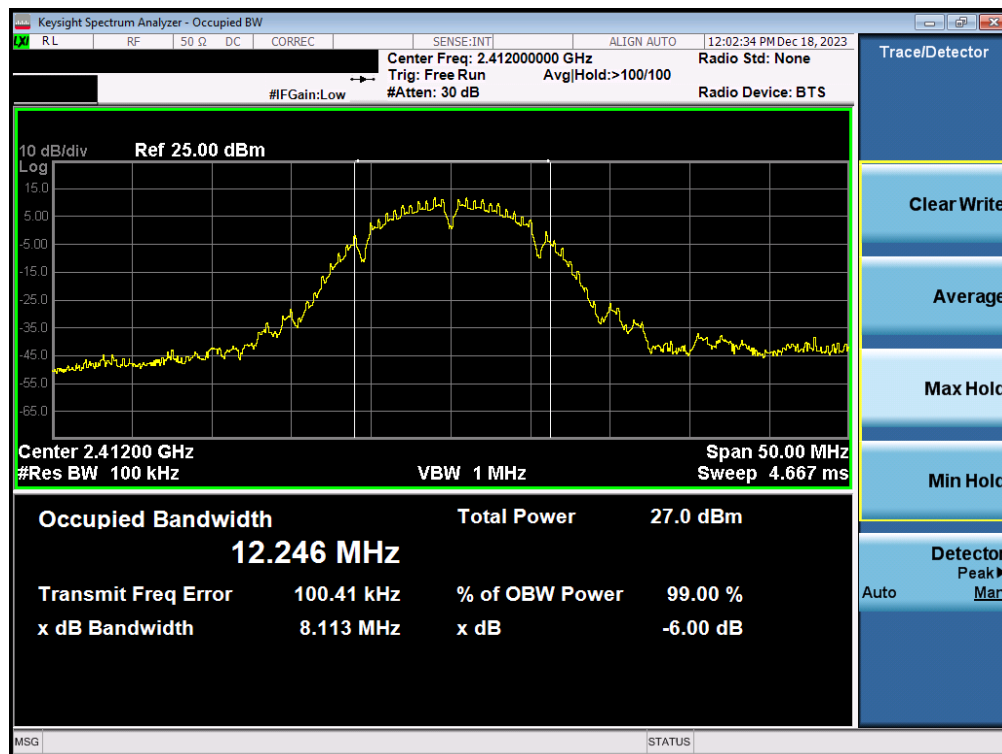 Keysight Spectrum Analyzer - Occupied BW
LXI RL RF 50 Ω DC CORREC SENSE:INT ALIGN AUTO 12:02:34 PM Dec 18, 2023
Center Freq: 2.412000000 GHz Radio Std: None
Trig: Free Run Avg|Hold:>100/100
#IFGain:Low #Atten: 30 dB Radio Device: BTS
10 dB/div Ref 25.00 dBm
Log
15.0
5.00
-5.00
-15.0
-25.0
-35.0
-45.0
-55.0
-65.0
Center 2.41200 GHz Span 50.00 MHz
#Res BW 100 kHz VBW 1 MHz Sweep 4.667 ms
Occupied Bandwidth Total Power 27.0 dBm
12.246 MHz
Transmit Freq Error 100.41 kHz % of OBW Power 99.00 %
x dB Bandwidth 8.113 MHz x dB -6.00 dB
MSG STATUS
Trace/Detector
Clear Write
Average
Max Hold
Min Hold
Detector
Peak▶
Auto Man